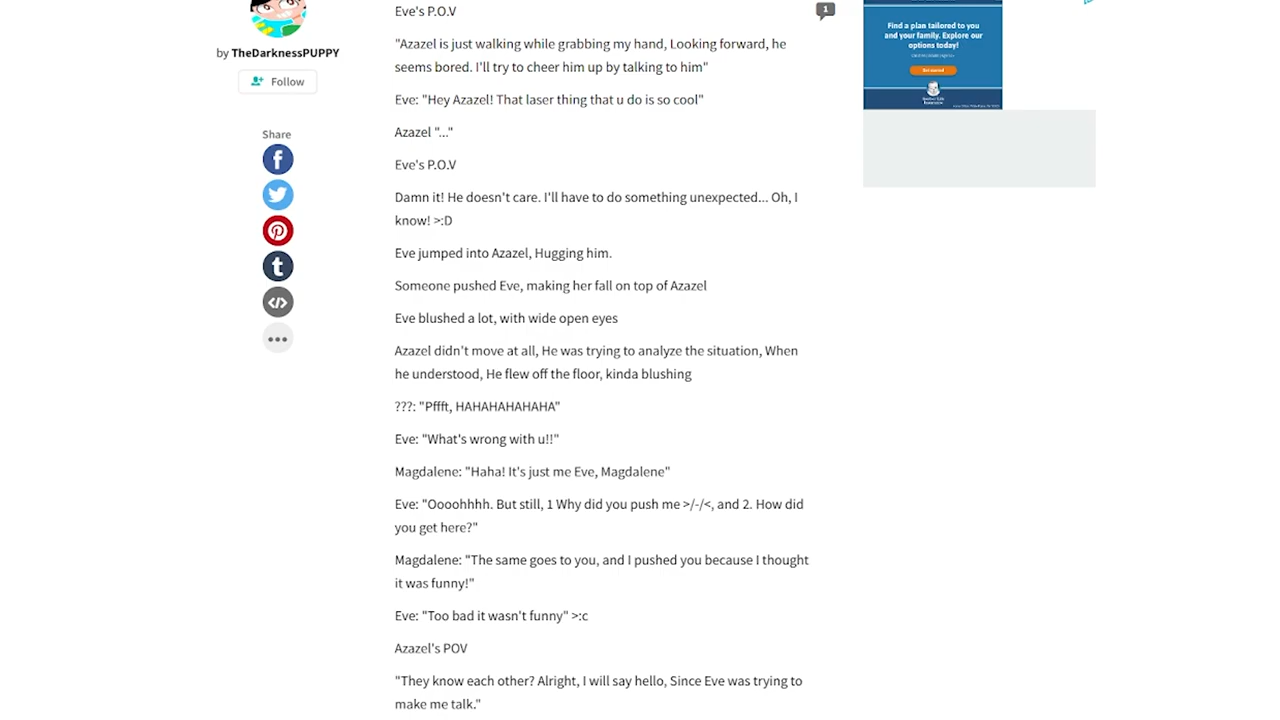 Eve's P.O.V
1
"Azazel is just walking while grabbing my hand, Looking forward, he
seems bored. I'll try to cheer him up by talking to him"
Eve: "Hey Azazel! That laser thing that u do is so cool"
Azazel "..."
Eve's P.O.V
Damn it! He doesn't care. I'll have to do something unexpected... Oh, I
know! >:D
Eve jumped into Azazel, Hugging him.
Someone pushed Eve, making her fall on top of Azazel
Eve blushed a lot, with wide open eyes
Azazel didn't move at all, He was trying to analyze the situation, When
he understood, He flew off the floor, kinda blushing
???: "Pffft, HAHAHAHAHAHA"
Eve: "What's wrong with u!!"
Magdalene: "Haha! It's just me Eve, Magdalene"
Eve: "Ooohhhh. But still, 1 Why did you push me >/-/<, and 2. How did
you get here?"
Magdalene: "The same goes to you, and I pushed you because I thought
it was funny!"
Eve: "Too bad it wasn't funny" >:c
Azazel's POV
"They know each other? Alright, I will say hello, Since Eve was trying to
make me talk."
by TheDarknessPUPPY
Follow
Share
Find a plan tailored to you
and your family. Explore our
options today!